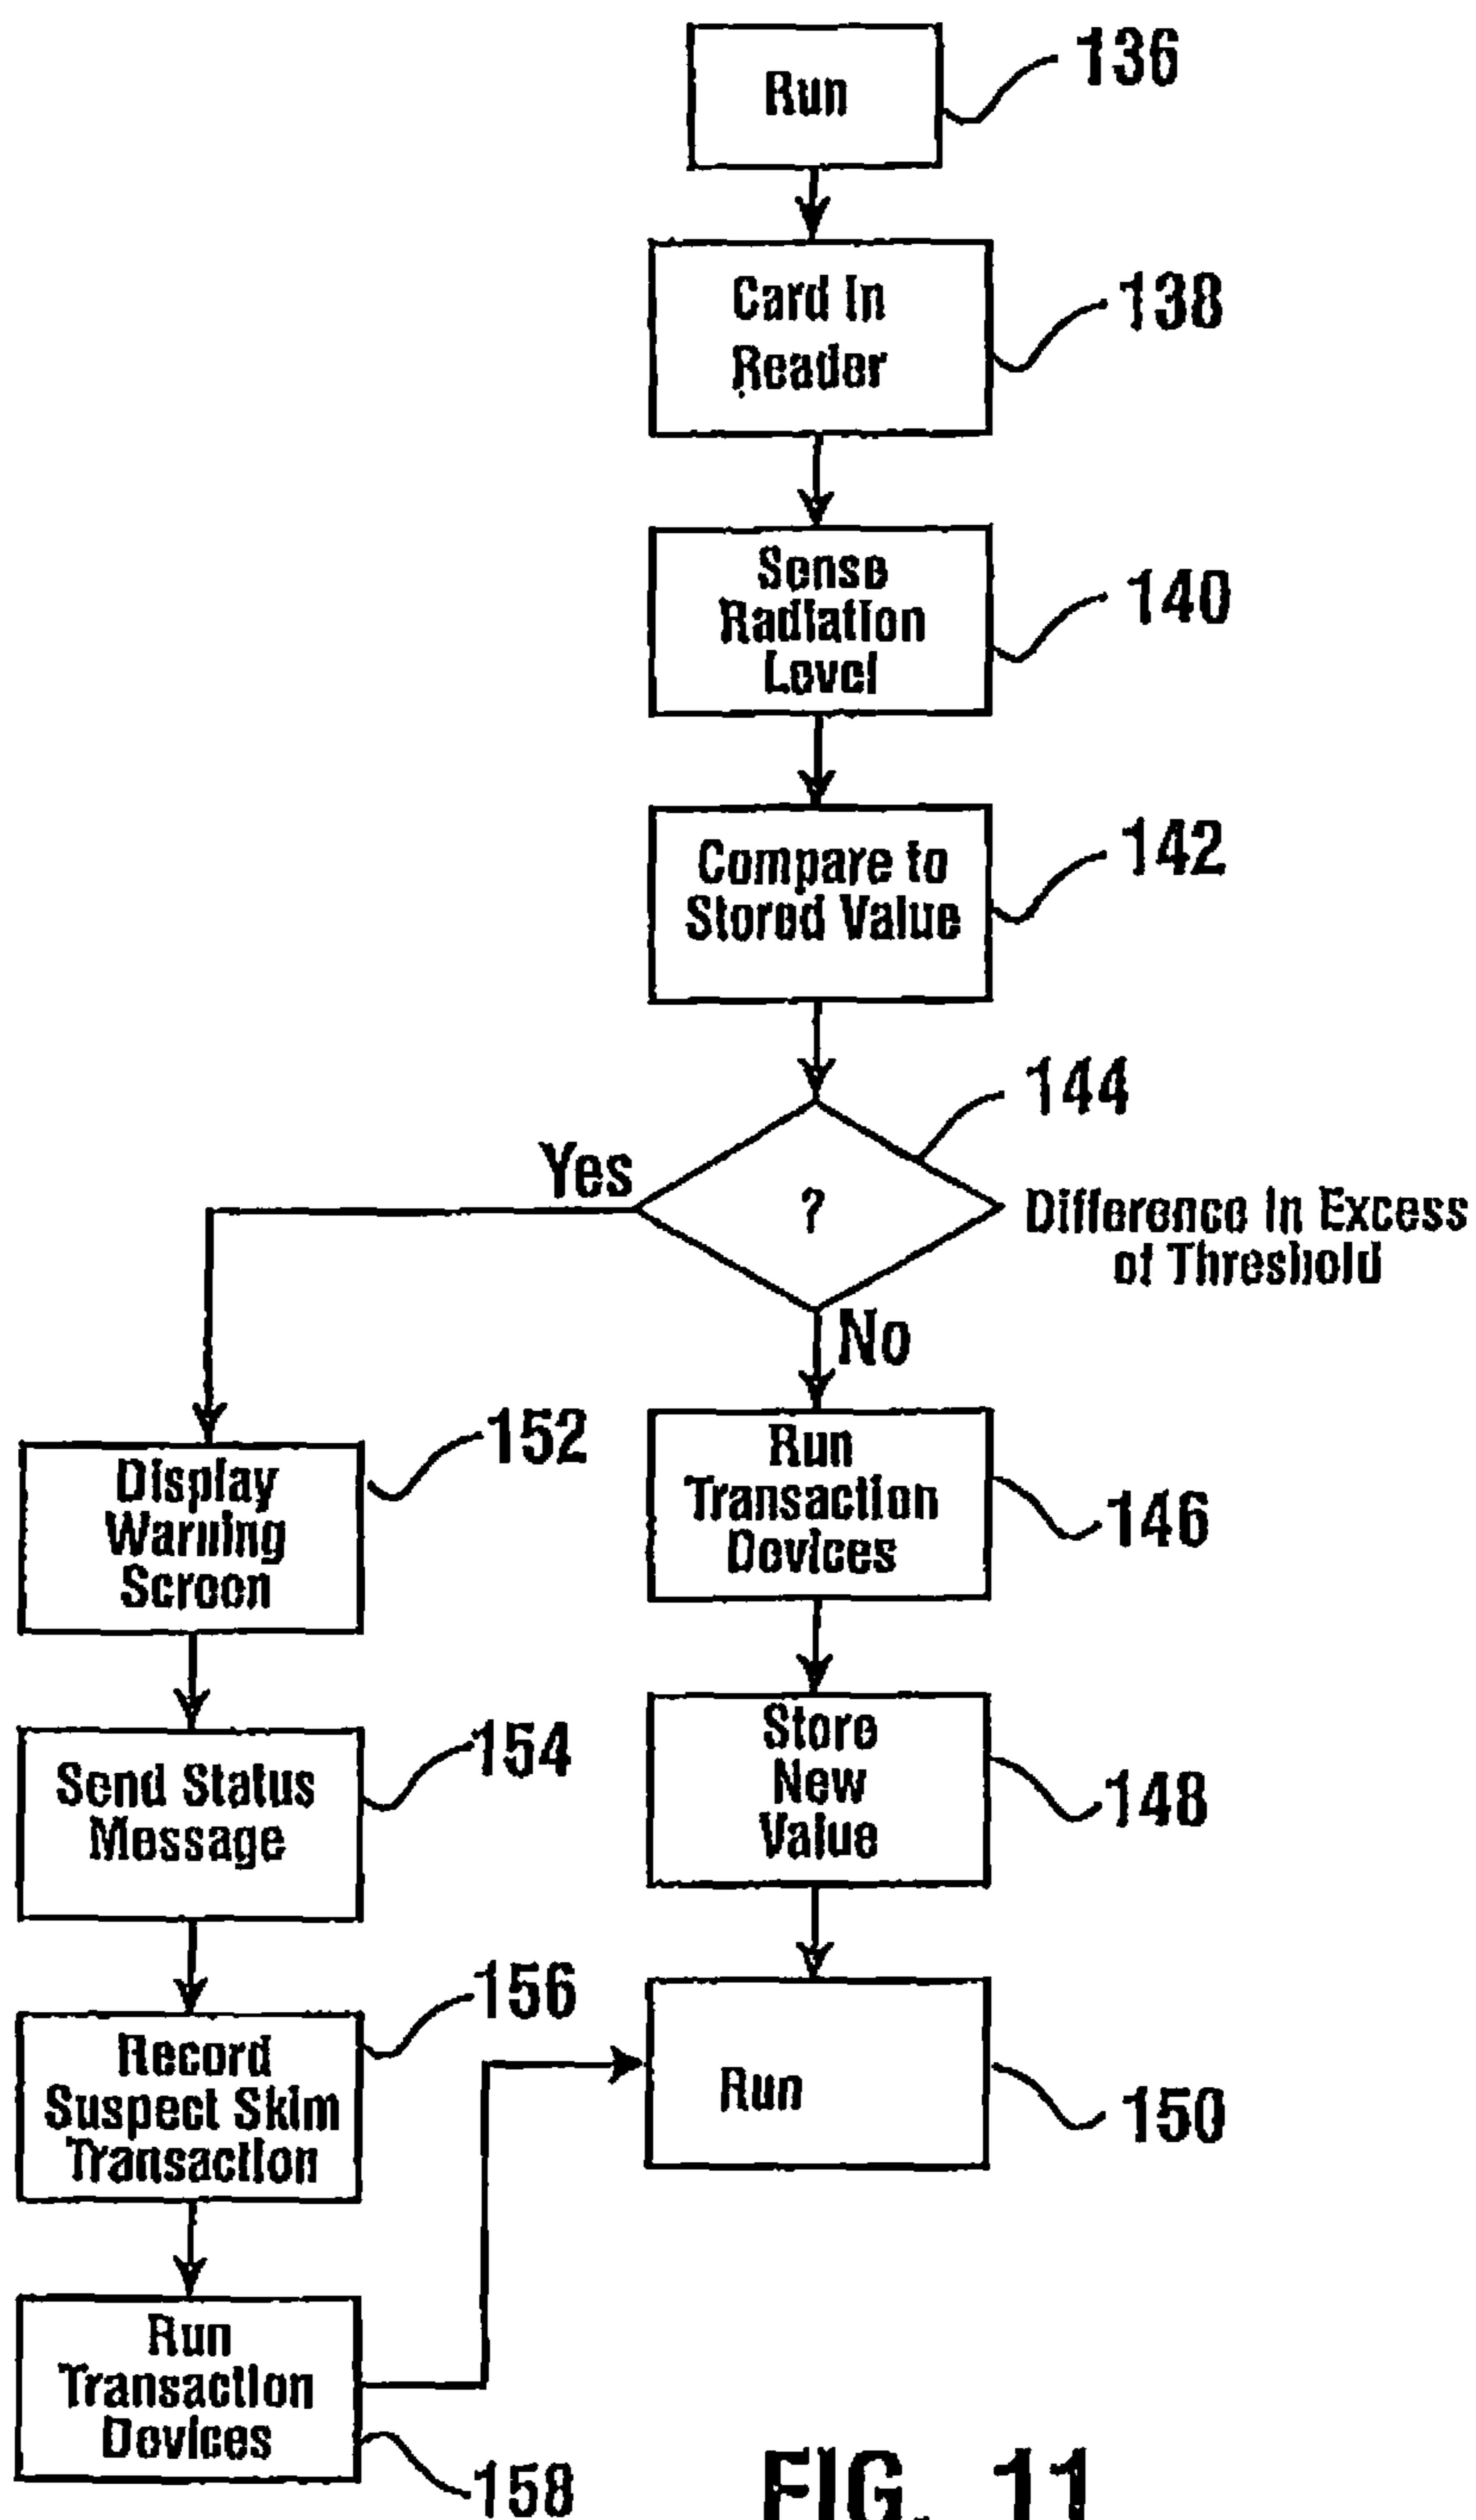 Run
136
Card In
Reader
138
Sense
Radiation
Level
140
Compare to
Stored Value
142
144
Yes
?
Difference In Excess
of Threshold
No
Display
Warning
Screen
152
Run
Transaction
Devices
146
Send Status
Message
154
Store
New
Value
148
Record
Suspect Skim
Transaction
156
Run
150
Run
Transaction
Devices
158
FIG. 11